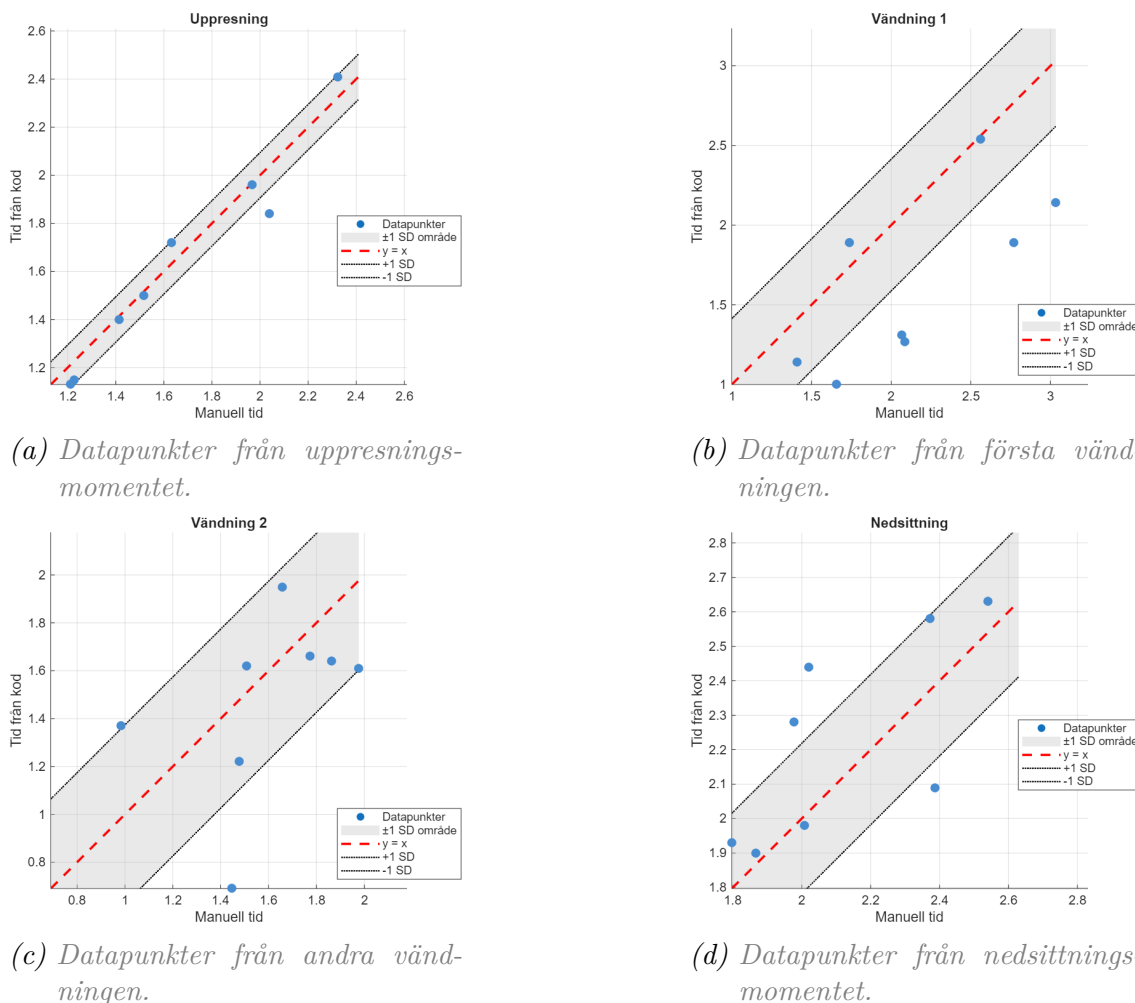 Uppresning
2.6
2.4
2.2
2
1.8
1.6
1.4
1.2
Tid från kod
1.2 1.4 1.6 1.8 2 2.2 2.4 2.6
Manuell tid
Datapunkter
±1 SD område
y = x
+1 SD
-1 SD
(a) Datapunkter från uppresnings-
momentet.
Vändning 1
3
2.5
2
1.5
1
Tid från kod
1 1.5 2 2.5 3
Manuell tid
Datapunkter
±1 SD område
y = x
+1 SD
-1 SD
(b) Datapunkter från första vänd
ningen.
Vändning 2
2
1.8
1.6
1.4
1.2
1
0.8
Tid från kod
0.8 1 1.2 1.4 1.6 1.8 2
Manuell tid
Datapunkter
±1 SD område
y = x
+1 SD
-1 SD
(c) Datapunkter från andra vänd-
ningen.
Nedsittning
2.8
2.7
2.6
2.5
2.4
2.3
2.2
2.1
2
1.9
1.8
Tid från kod
1.8 2 2.2 2.4 2.6 2.8
Manuell tid
Datapunkter
±1 SD område
y = x
+1 SD
-1 SD
(d) Datapunkter från nedsittnings
momentet.